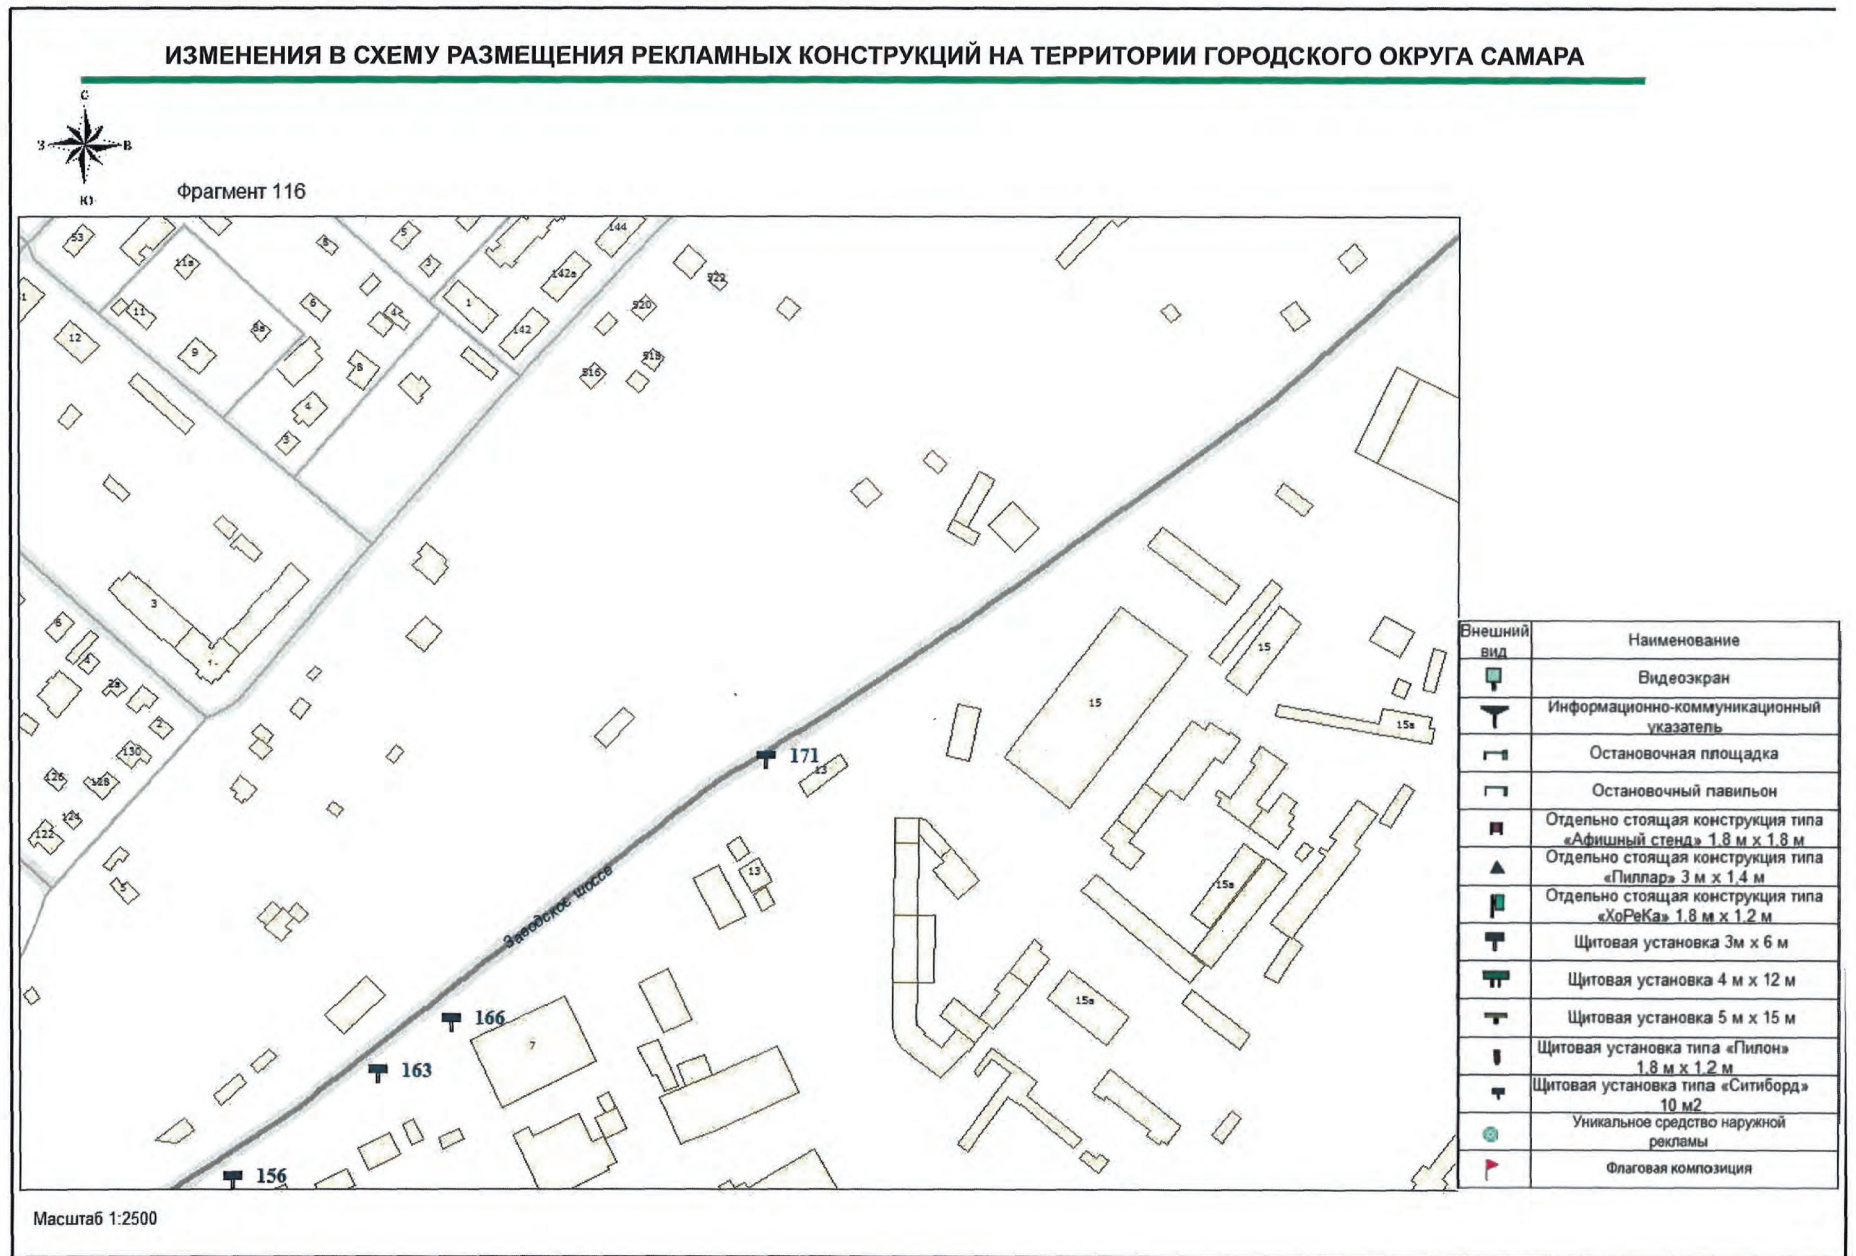 ИЗМЕНЕНИЯ В СХЕМУ РАЗМЕЩЕНИЯ РЕКЛАМНЫХ КОНСТРУКЦИЙ НА ТЕРРИТОРИИ ГОРОДСКОГО ОКРУГА САМАРА
С
З В
Ю
Фрагмент 116
53
11а
5
5
3
144
142а
1
142
522
520
518
516
6
4
11
8а
12
9
8
4
3
3
6
4
2а
2
130
126
128
124
122
5
15
15
15а
171
13
13
15а
15а
Заводское шоссе
166
7
163
156
Внешний вид
Наименование
Видеоэкран
Информационно-коммуникационный
указатель
Остановочная площадка
Остановочный павильон
Отдельно стоящая конструкция типа
«Афишный стенд» 1.8 м х 1.8 м
Отдельно стоящая конструкция типа
«Пиллар» 3 м х 1,4 м
Отдельно стоящая конструкция типа
«ХоРеКа» 1.8 м х 1.2 м
Щитовая установка 3м х 6 м
Щитовая установка 4 м х 12 м
Щитовая установка 5 м х 15 м
Щитовая установка типа «Пилон»
1.8 м х 1.2 м
Щитовая установка типа «Ситиборд»
10 м2
Уникальное средство наружной
рекламы
Флаговая композиция
Масштаб 1:2500